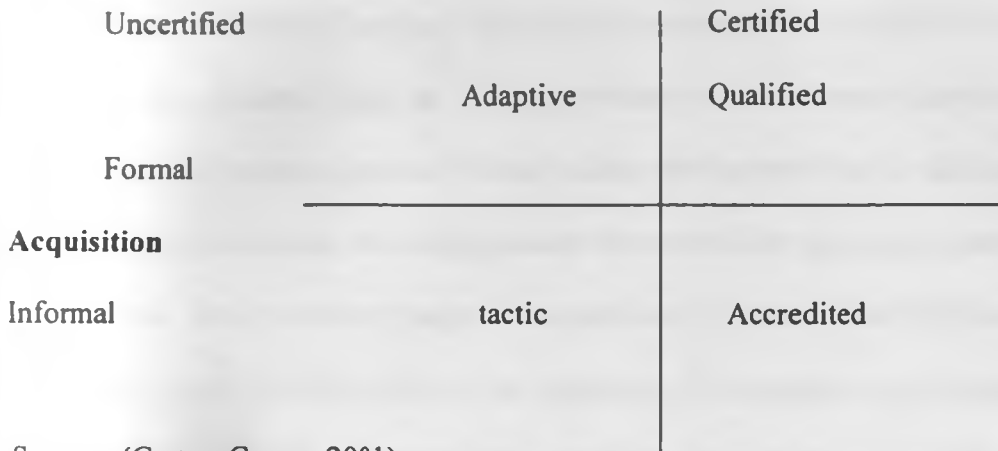 Uncertified Certified
Adaptive Qualified
Formal
Acquisition
Informal tactic Accredited